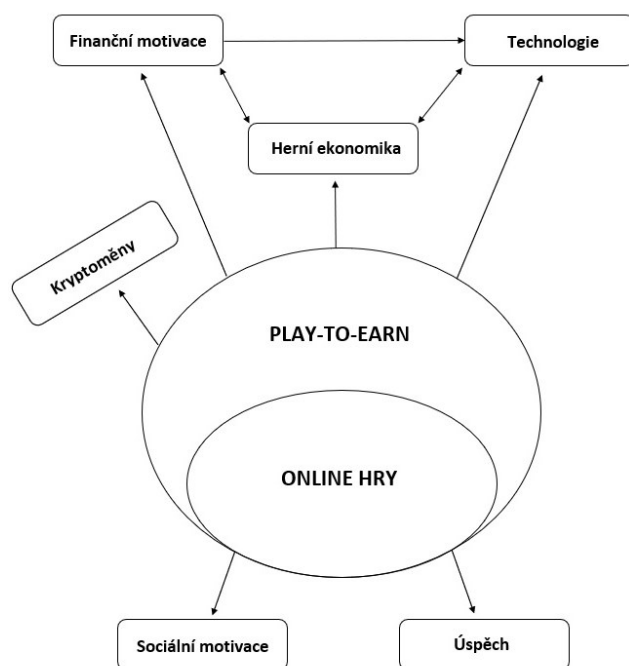 Finanční motivace
Technologie
Herní ekonomika
Kryptoměny
PLAY-TO-EARN
ONLINE HRY
Sociální motivace
Úspěch